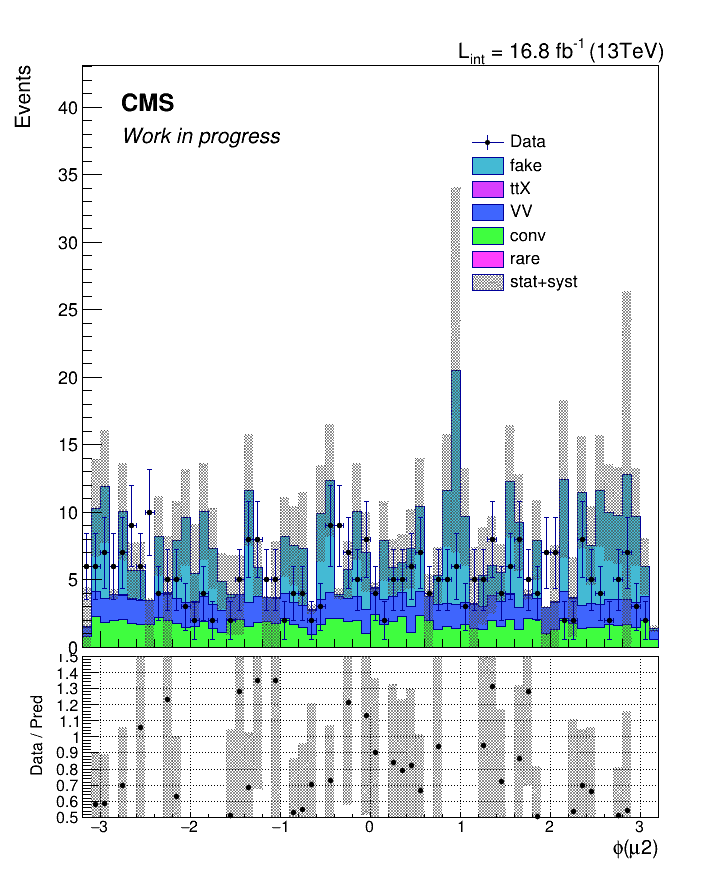 L_int = 16.8 fb^-1 (13TeV)
Events
CMS
Work in progress
Data
fake
ttX
VV
conv
rare
stat+syst
40
35
30
25
20
15
10
5
0
Data / Pred
1.5
1.4
1.3
1.2
1.1
1
0.9
0.8
0.7
0.6
0.5
−3 −2 −1 0 1 2 3
ϕ(μ2)